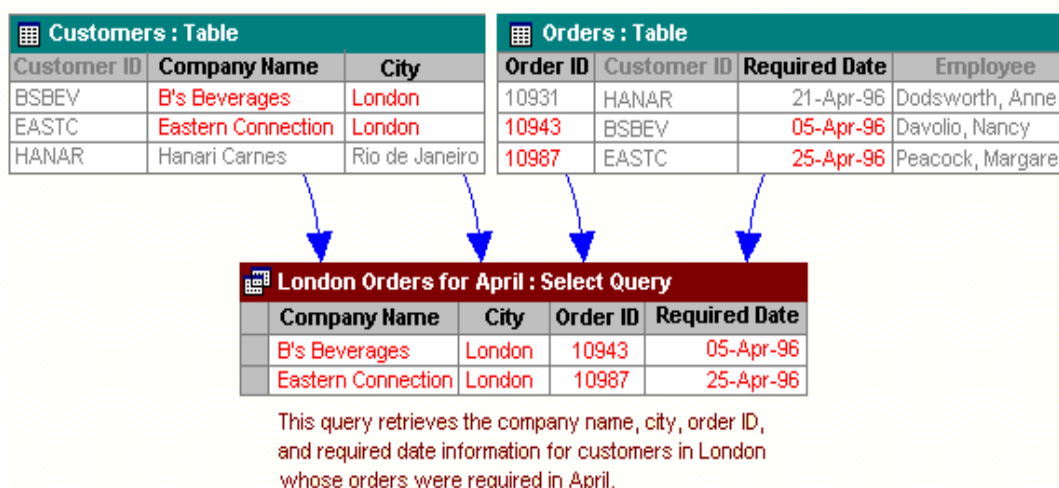 Customers : Table
Customer ID Company Name City
BSBEV B's Beverages London
EASTC Eastern Connection London
HANAR Hanari Carnes Rio de Janeiro
Orders : Table
Order ID Customer ID Required Date Employee
10931 HANAR 21-Apr-96 Dodsworth, Anne
10943 BSBEV 05-Apr-96 Davolio, Nancy
10987 EASTC 25-Apr-96 Peacock, Margare
London Orders for April : Select Query
Company Name City Order ID Required Date
B's Beverages London 10943 05-Apr-96
Eastern Connection London 10987 25-Apr-96
This query retrieves the company name, city, order ID,
and required date information for customers in London
whose orders were required in April.